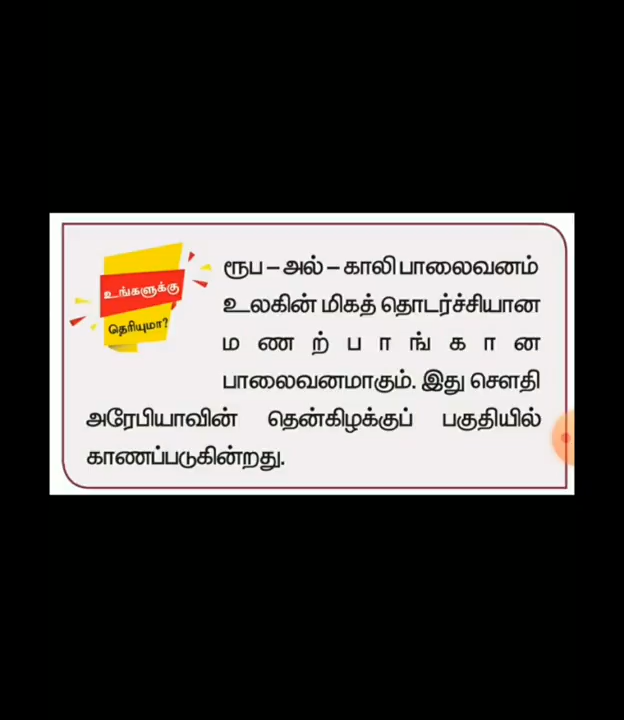 உங்களுக்கு
தெரியுமா?
ரூப – அல் – காலி பாலைவனம்
உலகின் மிகத் தொடர்ச்சியான
ம ண ற் பா ங் கா ன
பாலைவனமாகும். இது சௌதி
அரேபியாவின் தென்கிழக்குப் பகுதியில்
காணப்படுகின்றது.